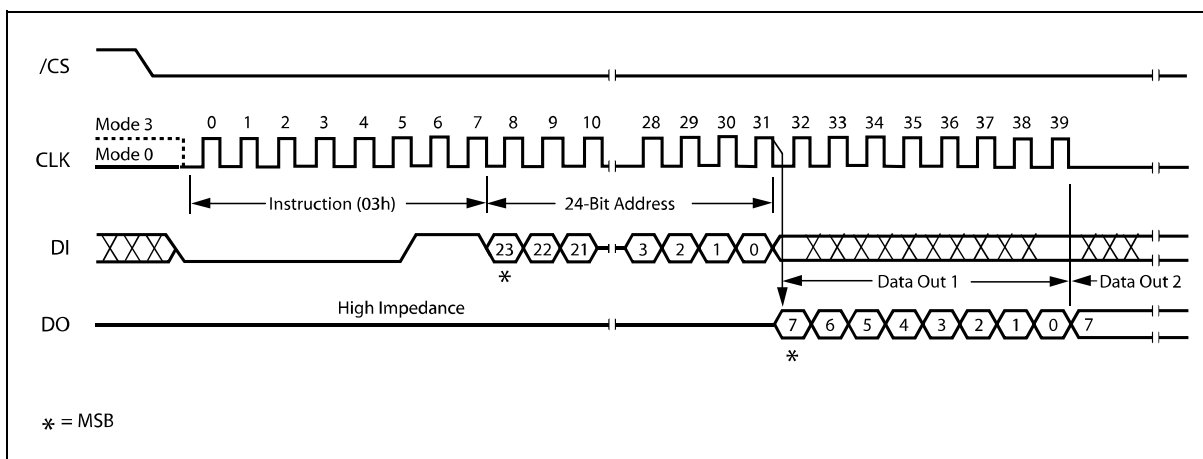 /CS
Mode 3
0 1 2 3 4 5 6 7 8 9 10 28 29 30 31 32 33 34 35 36 37 38 39
CLK
Mode 0
Instruction (03h)
24-Bit Address
DI
23 22 21 3 2 1 0
*
Data Out 1
Data Out 2
High Impedance
DO
7 6 5 4 3 2 1 0 7
*
* = MSB